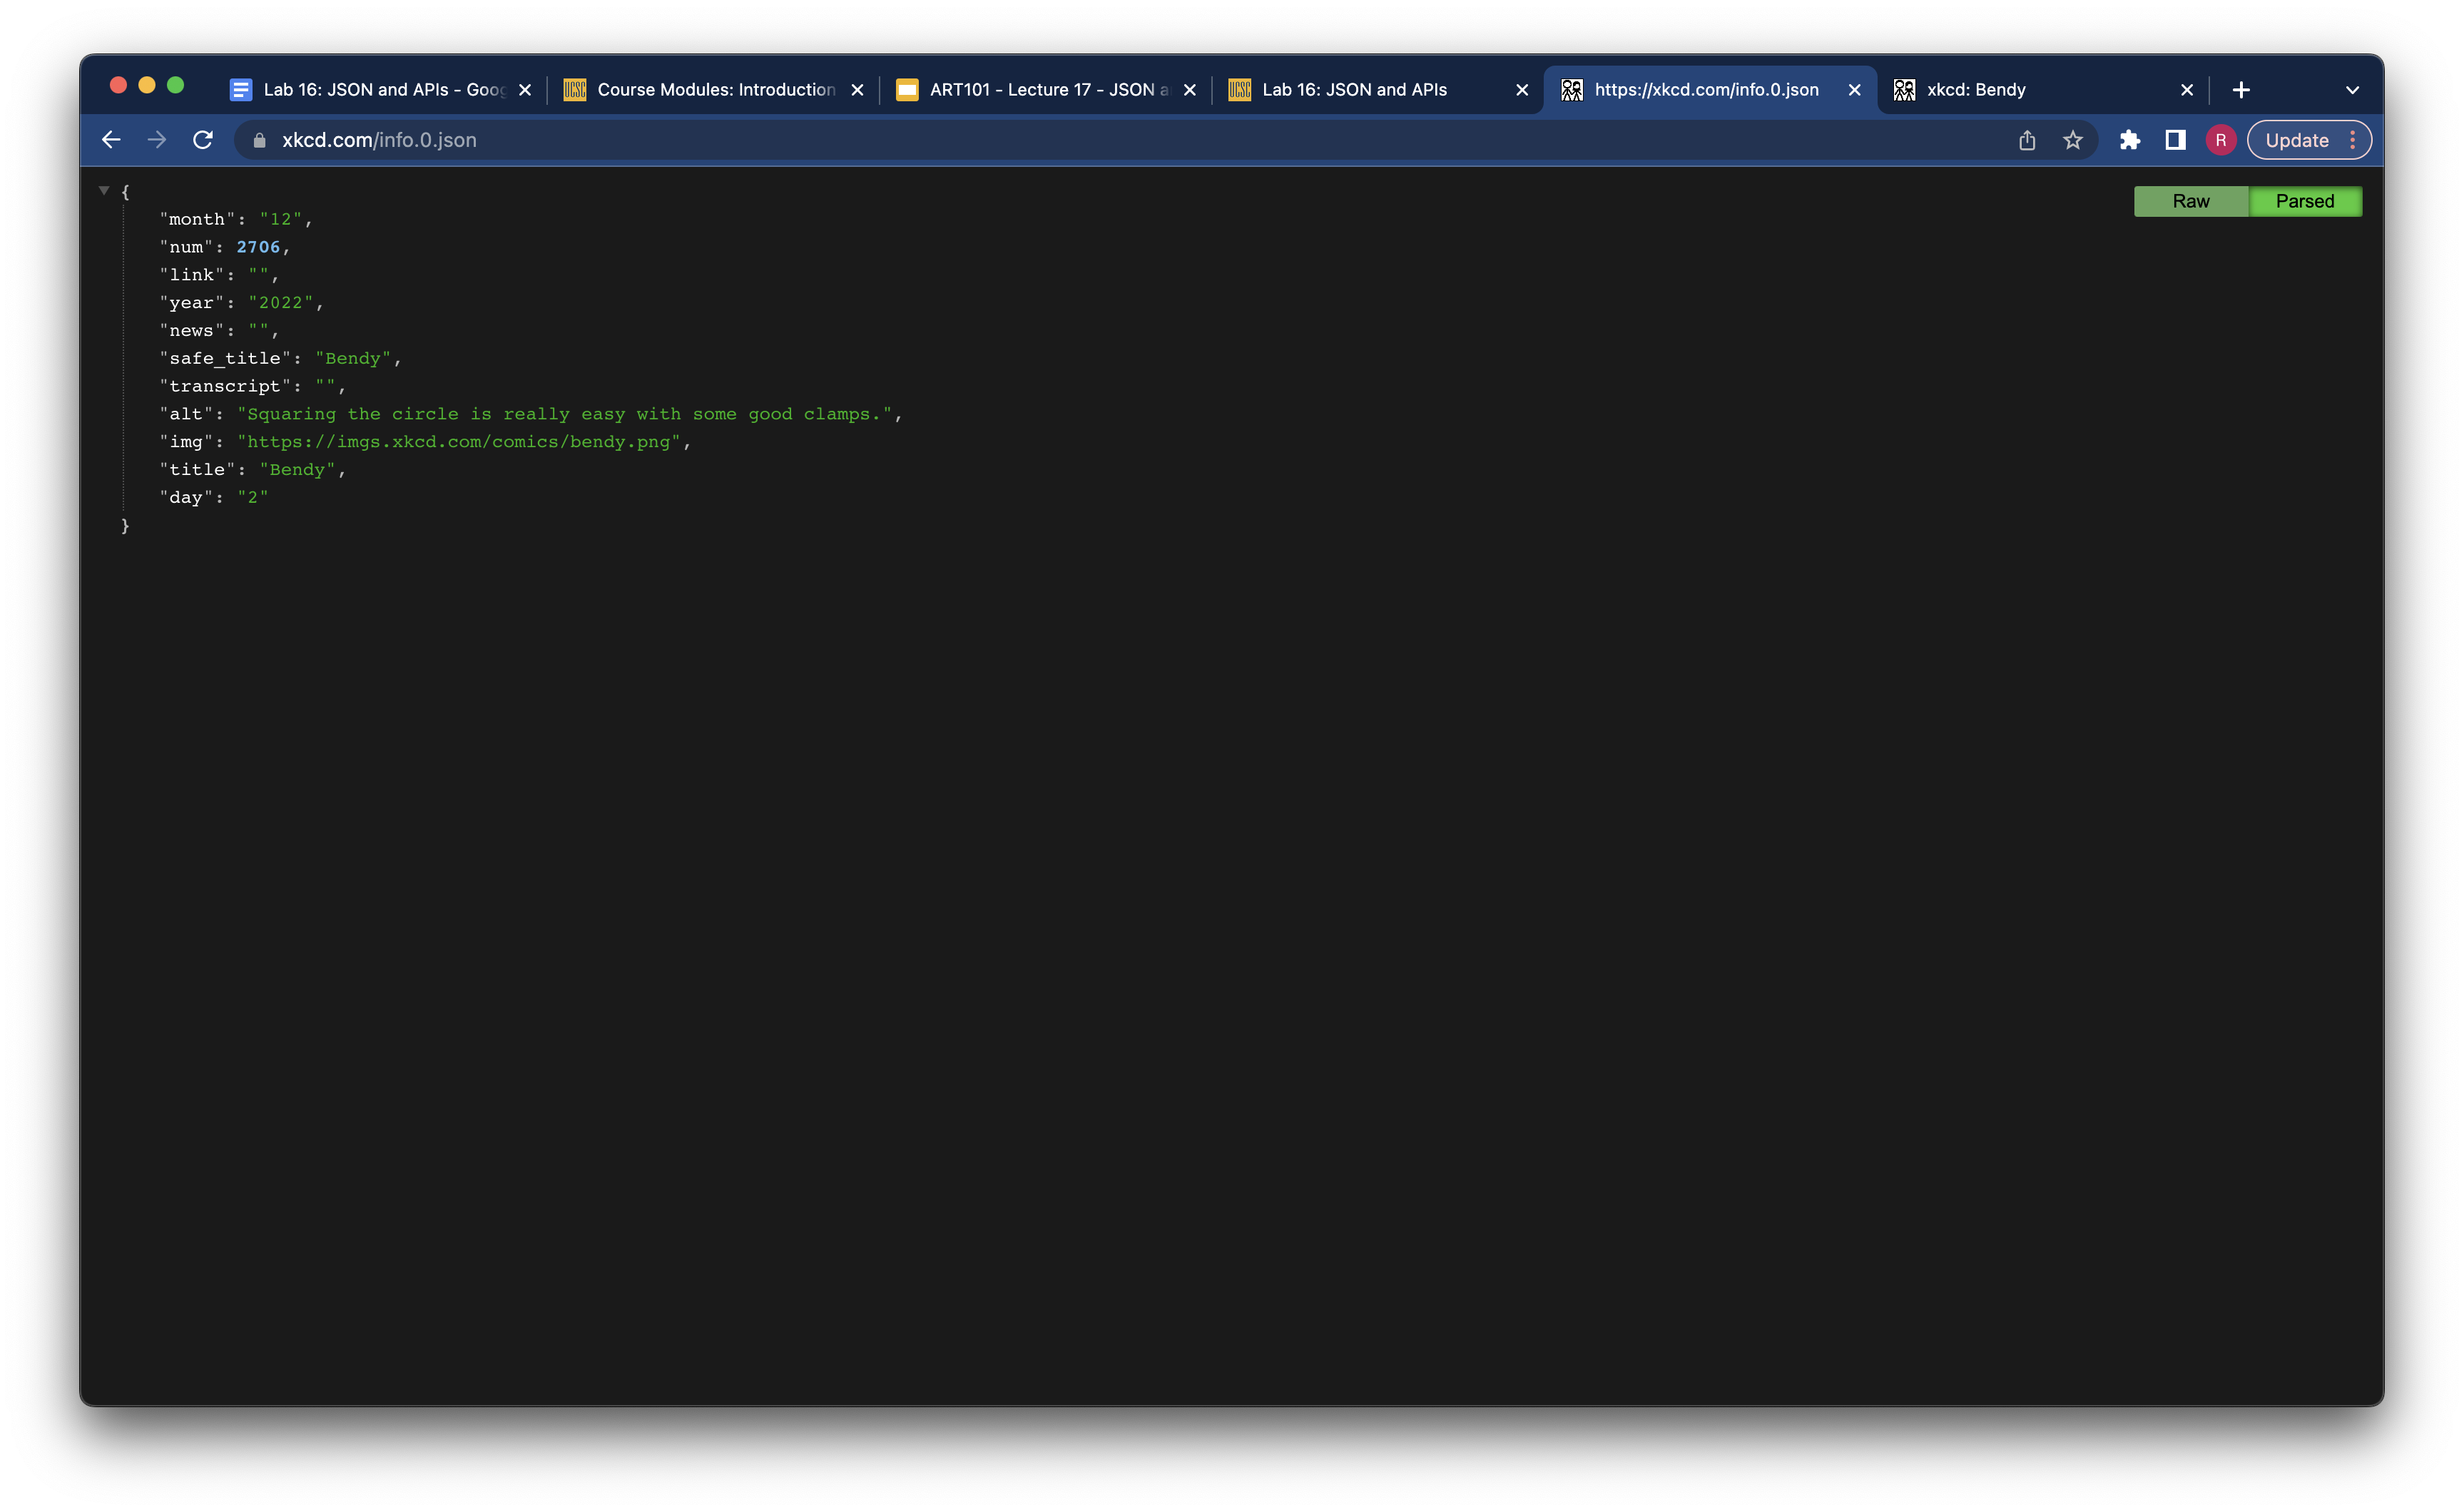 Lab 16: JSON and APIs - Goog
Course Modules: Introduction
ART101 - Lecture 17 - JSON a
Lab 16: JSON and APIs
https://xkcd.com/info.0.json
xkcd: Bendy
xkcd.com/info.0.json
R
Update
Raw
Parsed
{
"month": "12",
"num": 2706,
"link": "",
"year": "2022",
"news": "",
"safe_title": "Bendy",
"transcript": "",
"alt": "Squaring the circle is really easy with some good clamps.",
"img": "https://imgs.xkcd.com/comics/bendy.png",
"title": "Bendy",
"day": "2"
}